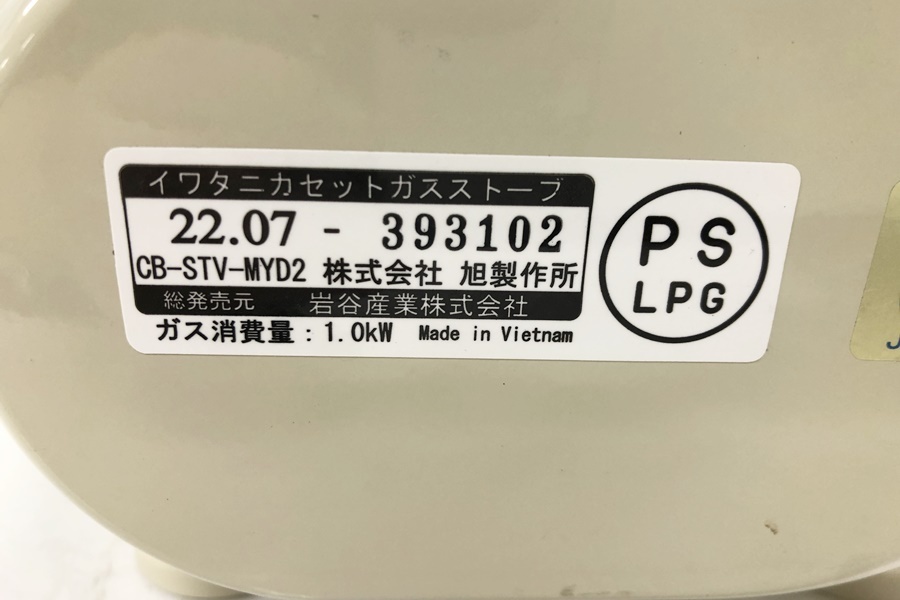 イワタニカセットガスストーブ
22.07 - 393102
CB-STV-MYD2 株式会社 旭製作所
総発売元 岩谷産業株式会社
ガス消費量：1.0kW Made in Vietnam
PS
LPG